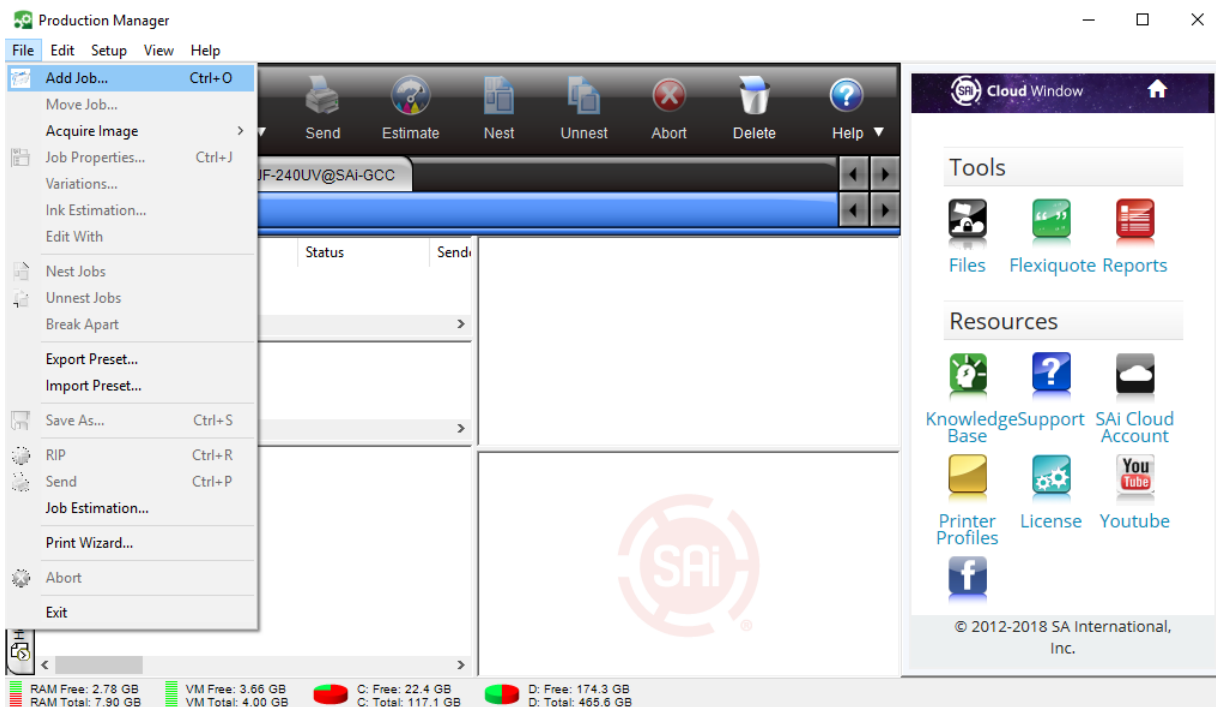 Production Manager
File Edit Setup View Help
Add Job... Ctrl+O
Move Job...
Acquire Image
Job Properties... Ctrl+J
Variations...
Ink Estimation...
Edit With
Nest Jobs
Unnest Jobs
Break Apart
Export Preset...
Import Preset...
Save As... Ctrl+S
RIP Ctrl+R
Send Ctrl+P
Job Estimation...
Print Wizard...
Abort
Exit
Send Estimate Nest Unnest Abort Delete Help
JF-240UV@SAi-GCC
Status
SAi
®
SAi Cloud Window
Tools
Files Flexiquote Reports
Resources
Knowledge Base
Support
SAi Cloud Account
You Tube
Printer Profiles
License
Youtube
f
© 2012-2018 SA International,
Inc.
RAM Free: 2.78 GB VM Free: 3.66 GB C: Free: 22.4 GB D: Free: 174.3 GB
RAM Total: 7.90 GB VM Total: 4.00 GB C: Total: 117.1 GB D: Total: 465.6 GB